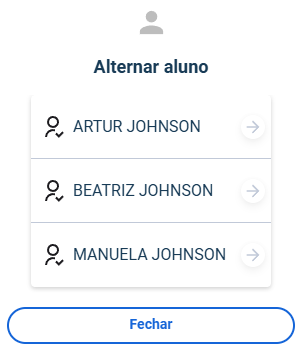 Alternar aluno
ARTUR JOHNSON
BEATRIZ JOHNSON
MANUELA JOHNSON
Fechar